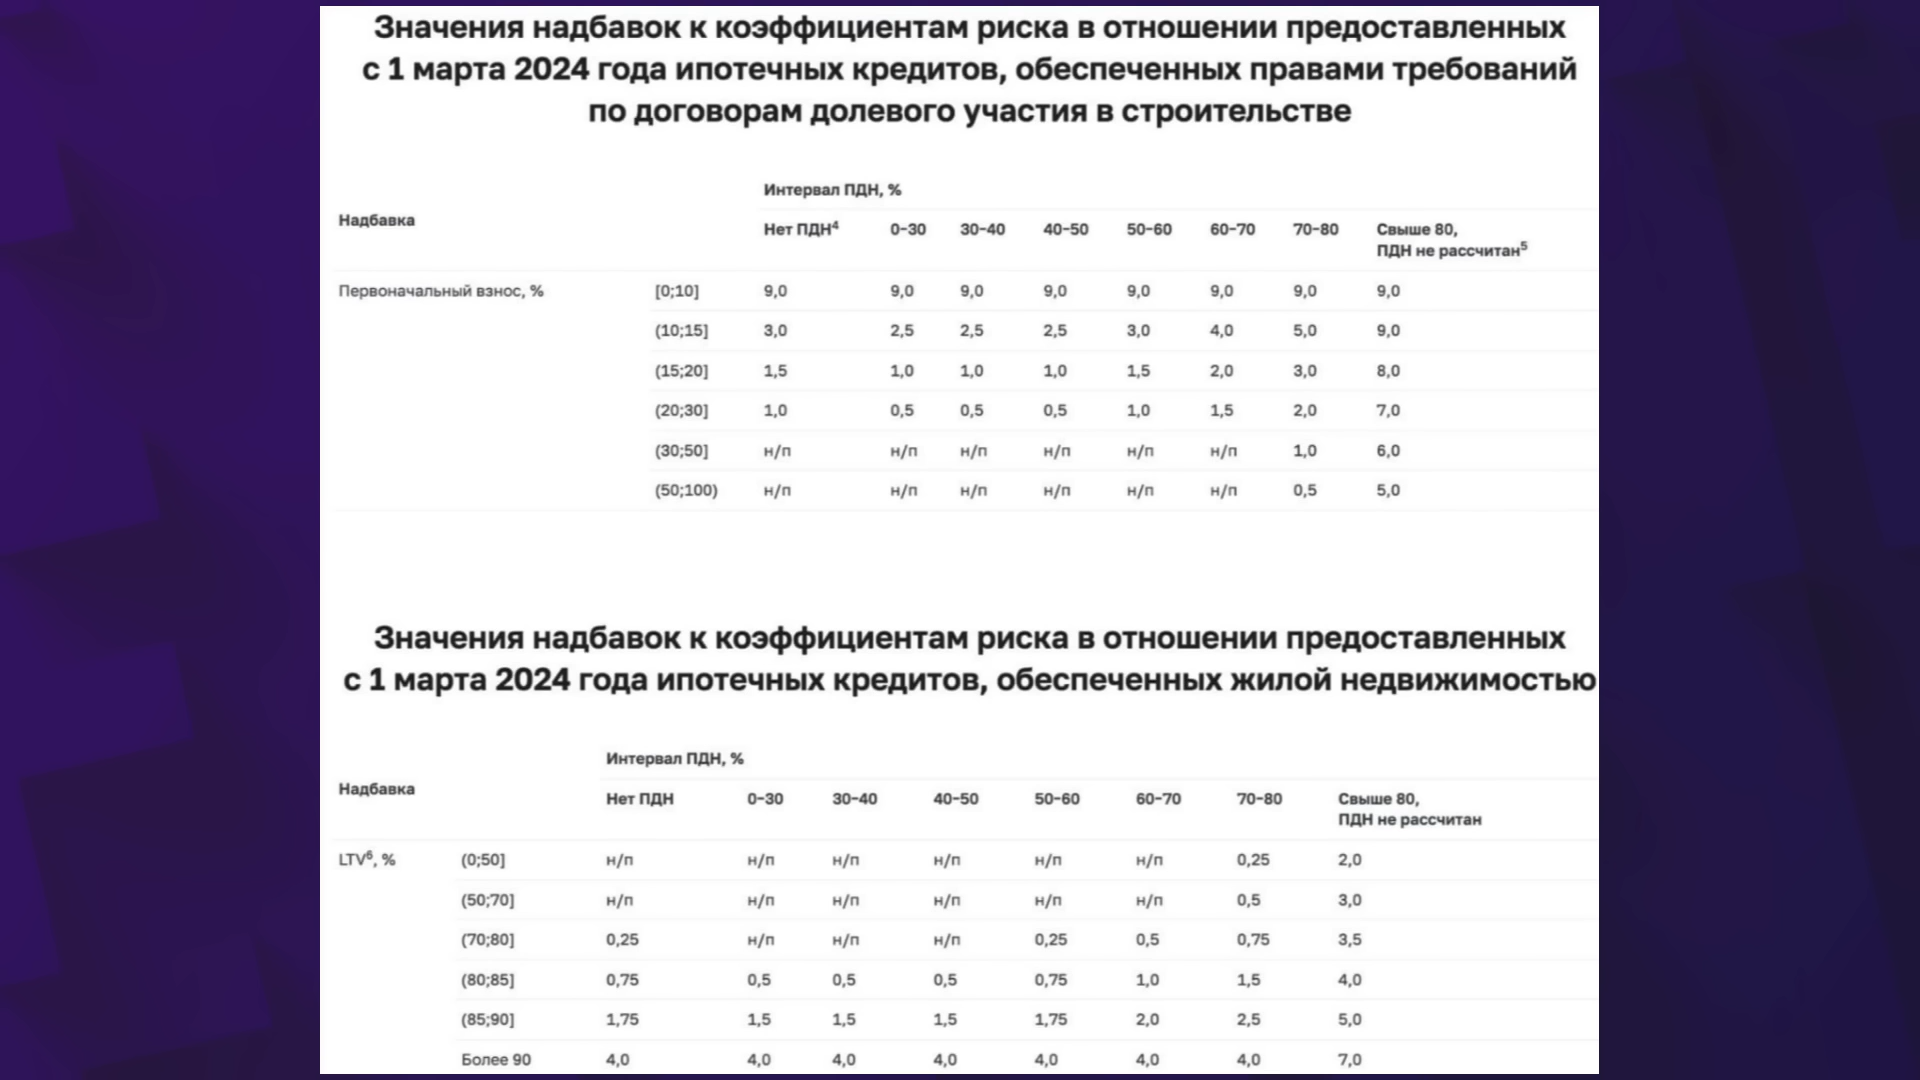 Значения надбавок к коэффициентам риска в отношении предоставленных
с 1 марта 2024 года ипотечных кредитов, обеспеченных правами требований
по договорам долевого участия в строительстве
Интервал ПДН, %
Надбавка
Нет ПДН⁴ 0–30 30–40 40–50 50–60 60–70 70–80 Свыше 80,
ПДН не рассчитан⁵
Первоначальный взнос, % [0;10] 9,0 9,0 9,0 9,0 9,0 9,0 9,0 9,0
(10;15] 3,0 2,5 2,5 2,5 3,0 4,0 5,0 9,0
(15;20] 1,5 1,0 1,0 1,0 1,5 2,0 3,0 8,0
(20;30] 1,0 0,5 0,5 0,5 1,0 1,5 2,0 7,0
(30;50] н/п н/п н/п н/п н/п н/п 1,0 6,0
(50;100) н/п н/п н/п н/п н/п н/п 0,5 5,0
Значения надбавок к коэффициентам риска в отношении предоставленных
с 1 марта 2024 года ипотечных кредитов, обеспеченных жилой недвижимостью
Интервал ПДН, %
Надбавка
Нет ПДН 0–30 30–40 40–50 50–60 60–70 70–80 Свыше 80,
ПДН не рассчитан
LTV⁶, % (0;50] н/п н/п н/п н/п н/п н/п 0,25 2,0
(50;70] н/п н/п н/п н/п н/п н/п 0,5 3,0
(70;80] 0,25 н/п н/п н/п 0,25 0,5 0,75 3,5
(80;85] 0,75 0,5 0,5 0,5 0,75 1,0 1,5 4,0
(85;90] 1,75 1,5 1,5 1,5 1,75 2,0 2,5 5,0
Более 90 4,0 4,0 4,0 4,0 4,0 4,0 4,0 7,0